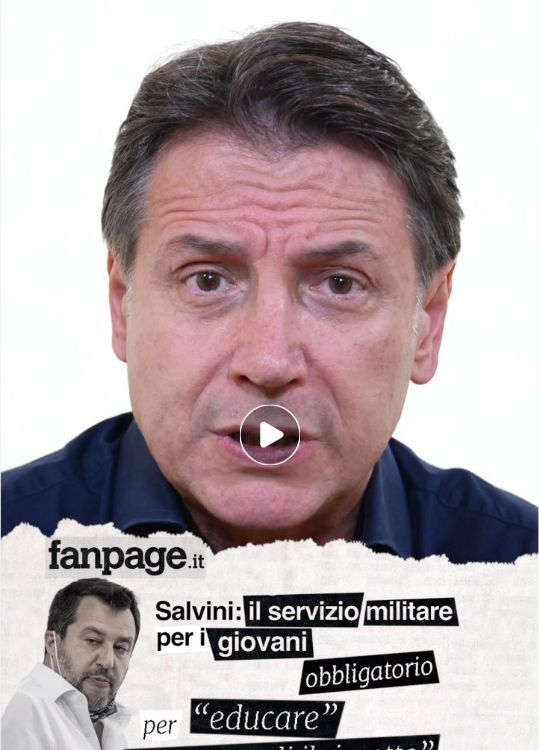 fanpage.it
Salvini: il servizio militare
per i giovani
obbligatorio
per “educare”